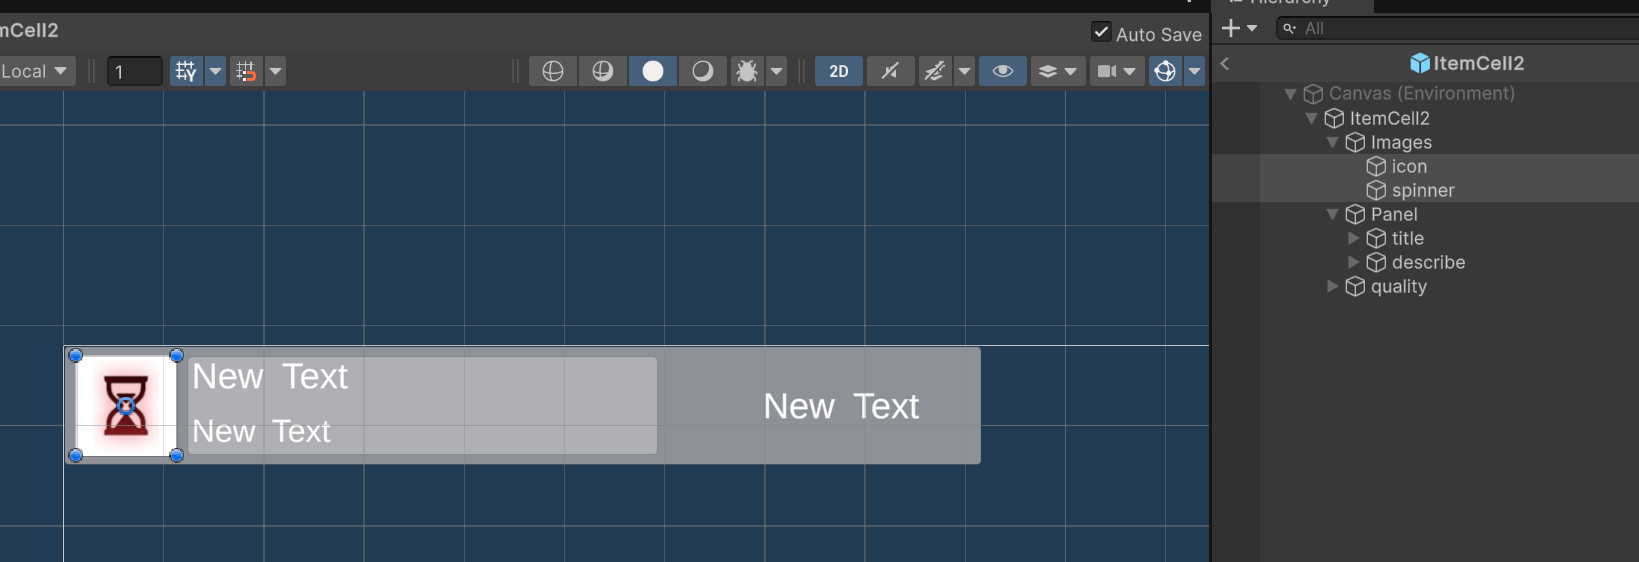 mCell2
Auto Save
Hierarchy
Local
1
2D
All
ItemCell2
Canvas (Environment)
ItemCell2
Images
icon
spinner
Panel
title
describe
quality
New Text
New Text
New Text